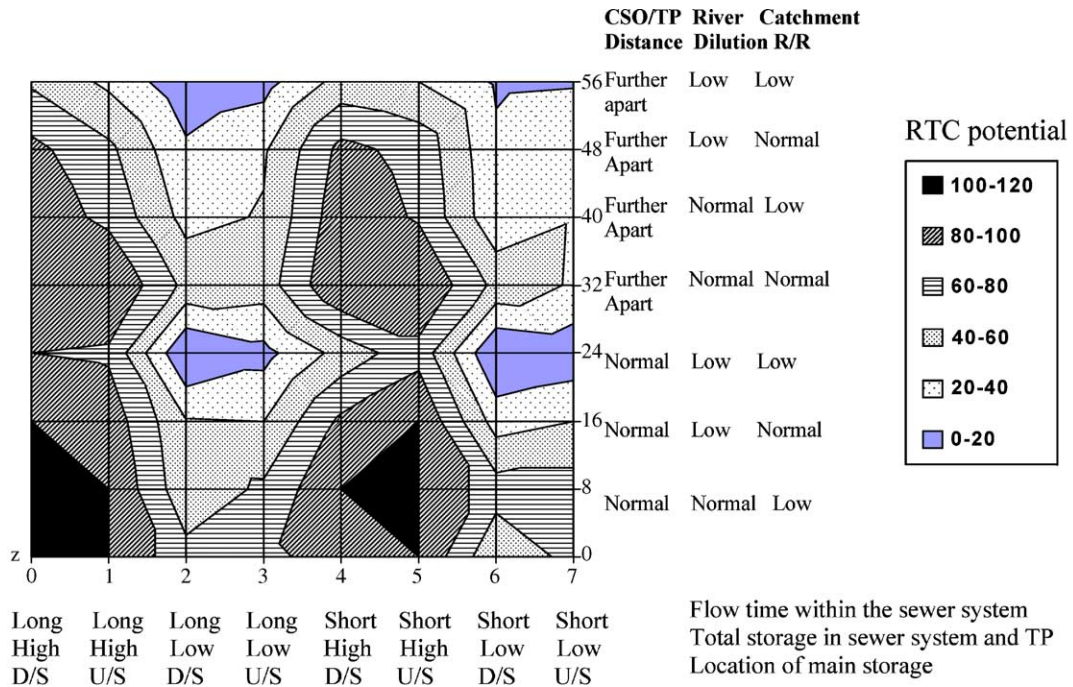 CSO/TP River Catchment
Distance Dilution R/R
56 Further Low Low
apart
48 Further Low Normal
Apart
40 Further Normal Low
Apart
32 Further Normal Normal
Apart
24 Normal Low Low
16 Normal Low Normal
8 Normal Normal Low
0
z
0 1 2 3 4 5 6 7
Long Long Long Long Short Short Short Short
High High Low Low High High Low Low
D/S U/S D/S U/S D/S U/S D/S U/S
Flow time within the sewer system
Total storage in sewer system and TP
Location of main storage
RTC potential
100-120
80-100
60-80
40-60
20-40
0-20